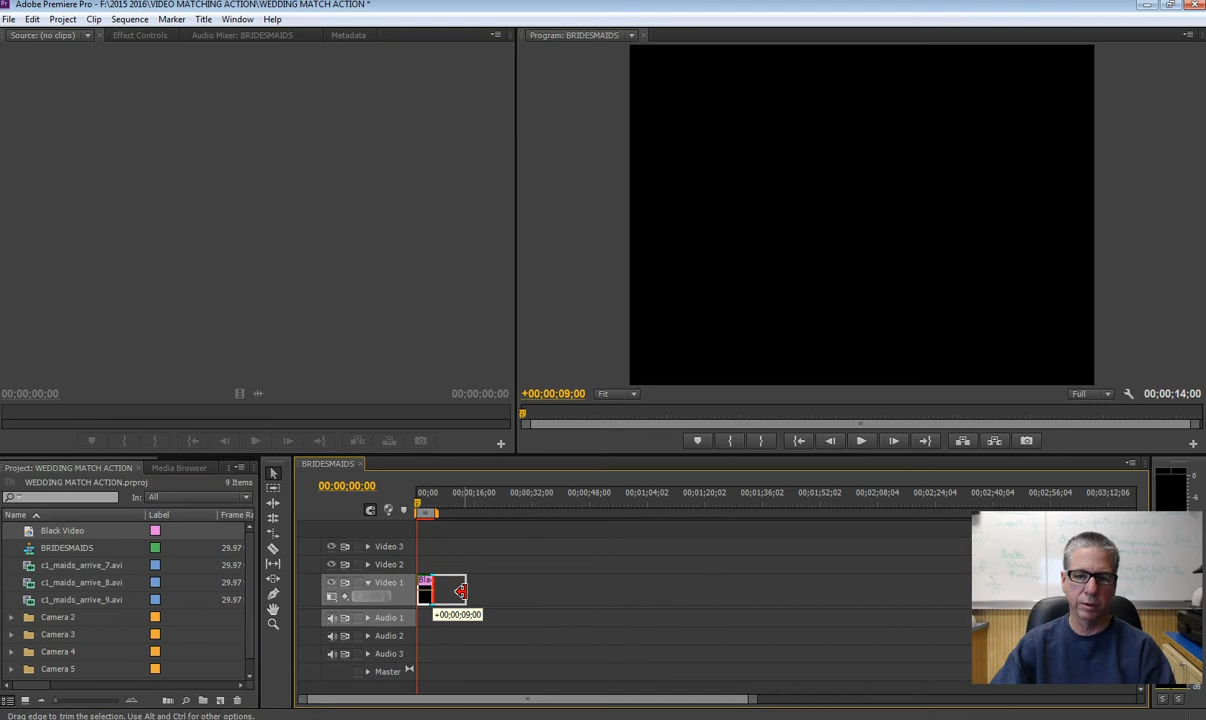 Adobe Premiere Pro - F:\2015 2016\VIDEO MATCHING ACTION\WEDDING MATCH ACTION *
File Edit Project Clip Sequence Marker Title Window Help
Source: (no clips) Effect Controls Audio Mixer: BRIDESMAIDS Metadata
Program: BRIDESMAIDS
00;00;00;00 00;00;00;00
+00;00;09;00 Fit Full 00;00;14;00
Project: WEDDING MATCH ACTION Media Browser
WEDDING MATCH ACTION.prproj 9 Items
In: All
Name Label Frame Ra
Black Video
BRIDESMAIDS 29.97
c1_maids_arrive_7.avi 29.97
c1_maids_arrive_8.avi 29.97
c1_maids_arrive_9.avi 29.97
Camera 2
Camera 3
Camera 4
Camera 5
BRIDESMAIDS
00;00;00;00
00;00 00;00;16;00 00;00;32;00 00;00;48;00 00;01;04;02 00;01;20;02 00;01;36;02 00;01;52;02 00;02;08;04 00;02;24;04 00;02;40;04 00;02;56;04 00;03;12;06
Video 3
Video 2
Video 1
Bla
+00;00;09;00
Audio 1
Audio 2
Audio 3
Master
0
-6
dB
S S
Drag edge to trim the selection. Use Alt and Ctrl for other options.